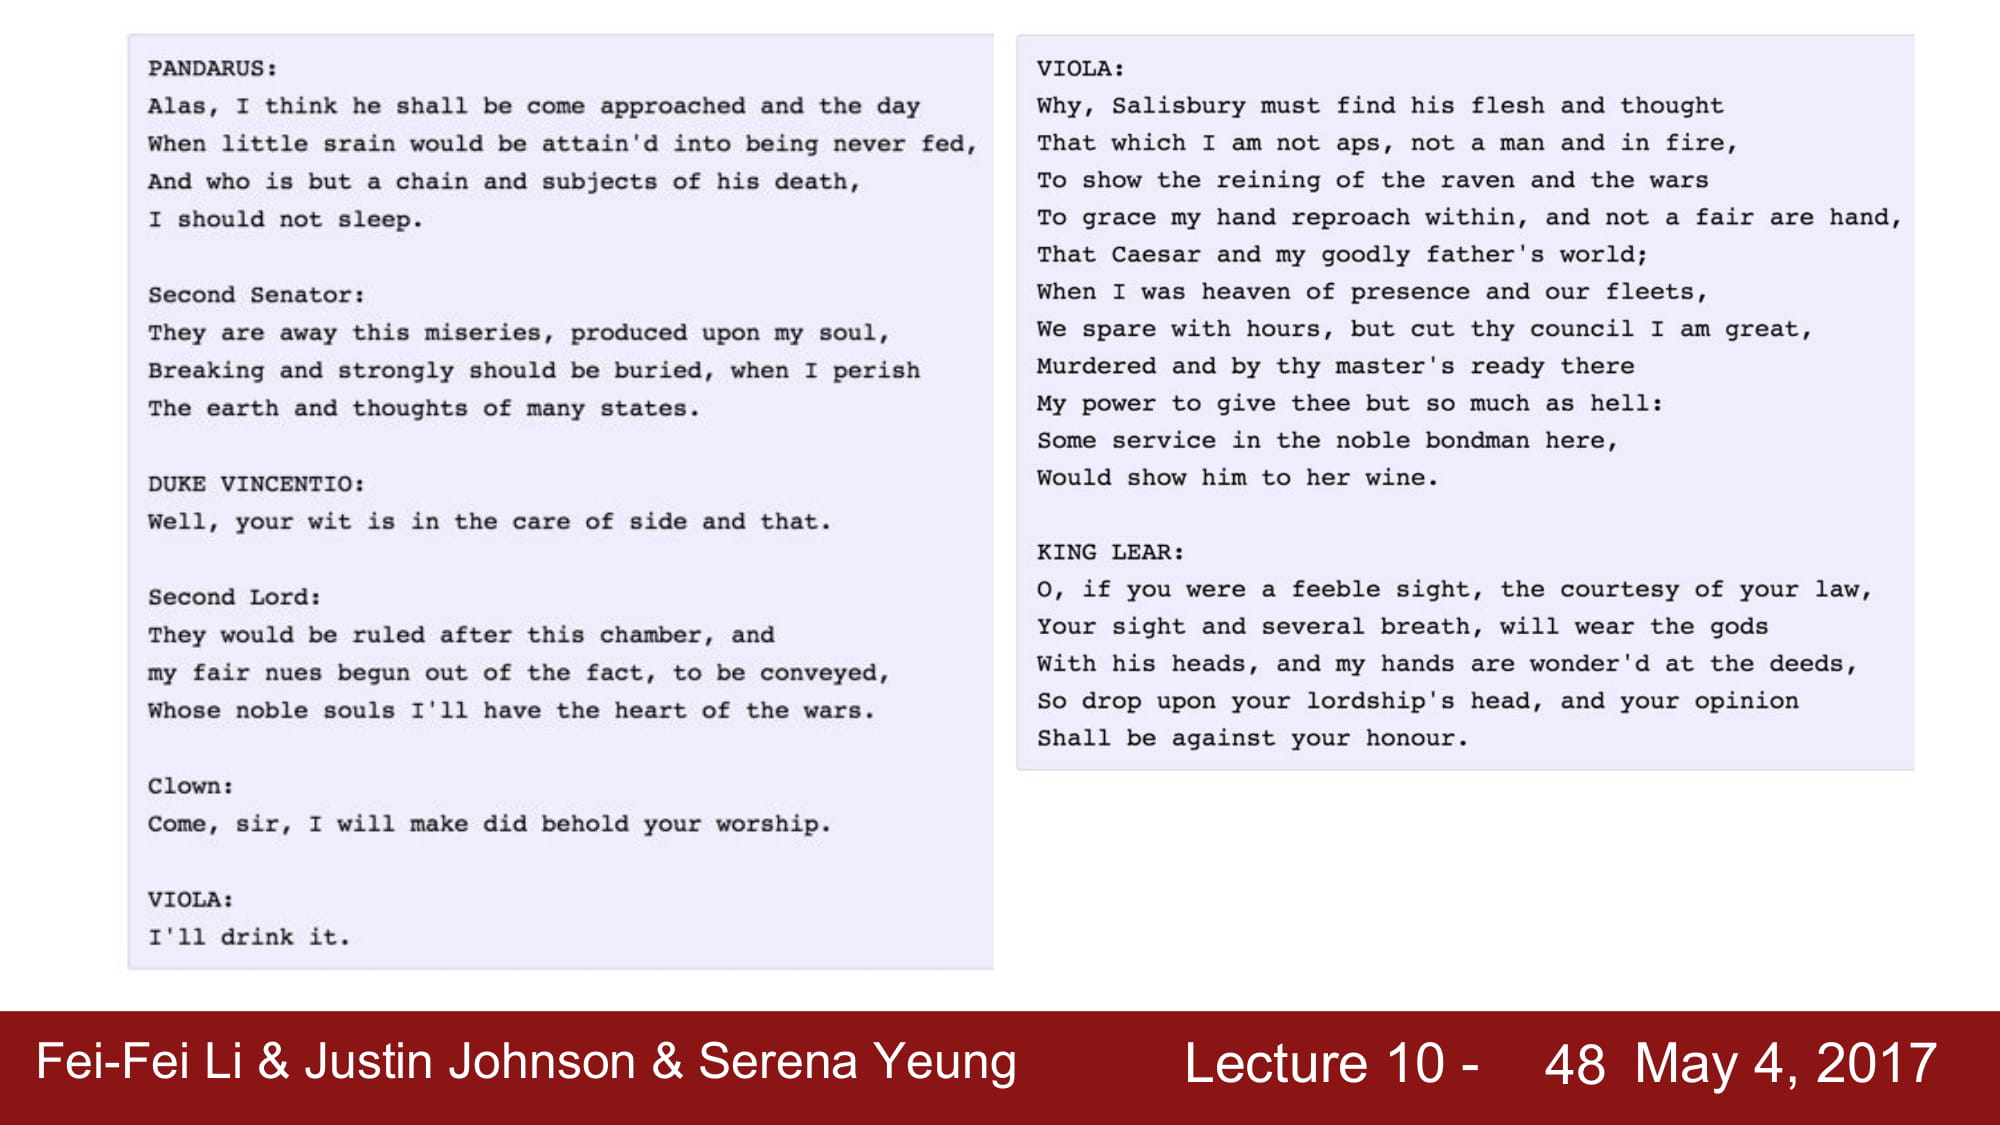 PANDARUS:
Alas, I think he shall be come approached and the day
When little srain would be attain'd into being never fed,
And who is but a chain and subjects of his death,
I should not sleep.
Second Senator:
They are away this miseries, produced upon my soul,
Breaking and strongly should be buried, when I perish
The earth and thoughts of many states.
DUKE VINCENTIO:
Well, your wit is in the care of side and that.
Second Lord:
They would be ruled after this chamber, and
my fair nues begun out of the fact, to be conveyed,
Whose noble souls I'll have the heart of the wars.
Clown:
Come, sir, I will make did behold your worship.
VIOLA:
I'll drink it.
VIOLA:
Why, Salisbury must find his flesh and thought
That which I am not aps, not a man and in fire,
To show the reining of the raven and the wars
To grace my hand reproach within, and not a fair are hand,
That Caesar and my goodly father's world;
When I was heaven of presence and our fleets,
We spare with hours, but cut thy council I am great,
Murdered and by thy master's ready there
My power to give thee but so much as hell:
Some service in the noble bondman here,
Would show him to her wine.
KING LEAR:
O, if you were a feeble sight, the courtesy of your law,
Your sight and several breath, will wear the gods
With his heads, and my hands are wonder'd at the deeds,
So drop upon your lordship's head, and your opinion
Shall be against your honour.
Fei-Fei Li & Justin Johnson & Serena Yeung
Lecture 10 - 48 May 4, 2017